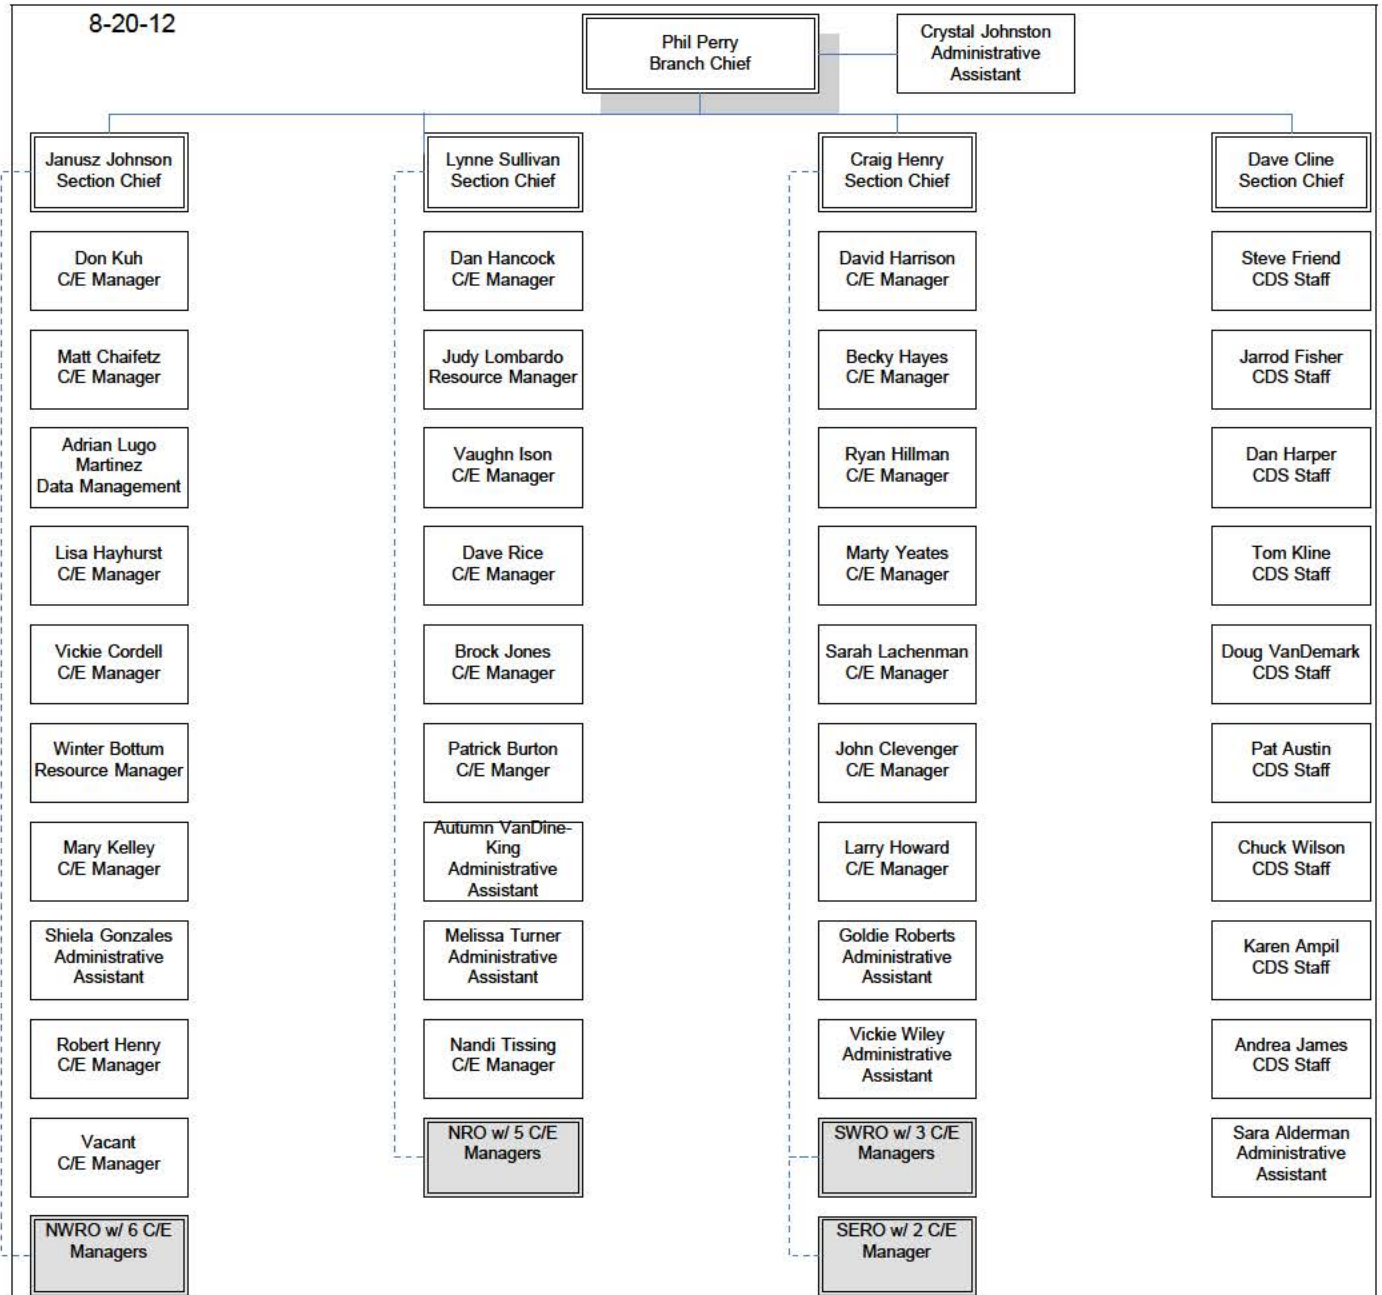 8-20-12
Phil Perry
Branch Chief
Crystal Johnston
Administrative
Assistant
Janusz Johnson
Section Chief
Don Kuh
C/E Manager
Matt Chaifetz
C/E Manager
Adrian Lugo
Martinez
Data Management
Lisa Hayhurst
C/E Manager
Vickie Cordell
C/E Manager
Winter Bottum
Resource Manager
Mary Kelley
C/E Manager
Shiela Gonzales
Administrative
Assistant
Robert Henry
C/E Manager
Vacant
C/E Manager
NWRO w/ 6 C/E
Managers
Lynne Sullivan
Section Chief
Dan Hancock
C/E Manager
Judy Lombardo
Resource Manager
Vaughn Ison
C/E Manager
Dave Rice
C/E Manager
Brock Jones
C/E Manager
Patrick Burton
C/E Manger
Autumn VanDine-
King
Administrative
Assistant
Melissa Turner
Administrative
Assistant
Nandi Tissing
C/E Manager
NRO w/ 5 C/E
Managers
Craig Henry
Section Chief
David Harrison
C/E Manager
Becky Hayes
C/E Manager
Ryan Hillman
C/E Manager
Marty Yeates
C/E Manager
Sarah Lachenman
C/E Manager
John Clevenger
C/E Manager
Larry Howard
C/E Manager
Goldie Roberts
Administrative
Assistant
Vickie Wiley
Administrative
Assistant
SWRO w/ 3 C/E
Managers
SERO w/ 2 C/E
Manager
Dave Cline
Section Chief
Steve Friend
CDS Staff
Jarrod Fisher
CDS Staff
Dan Harper
CDS Staff
Tom Kline
CDS Staff
Doug VanDemark
CDS Staff
Pat Austin
CDS Staff
Chuck Wilson
CDS Staff
Karen Ampil
CDS Staff
Andrea James
CDS Staff
Sara Alderman
Administrative
Assistant